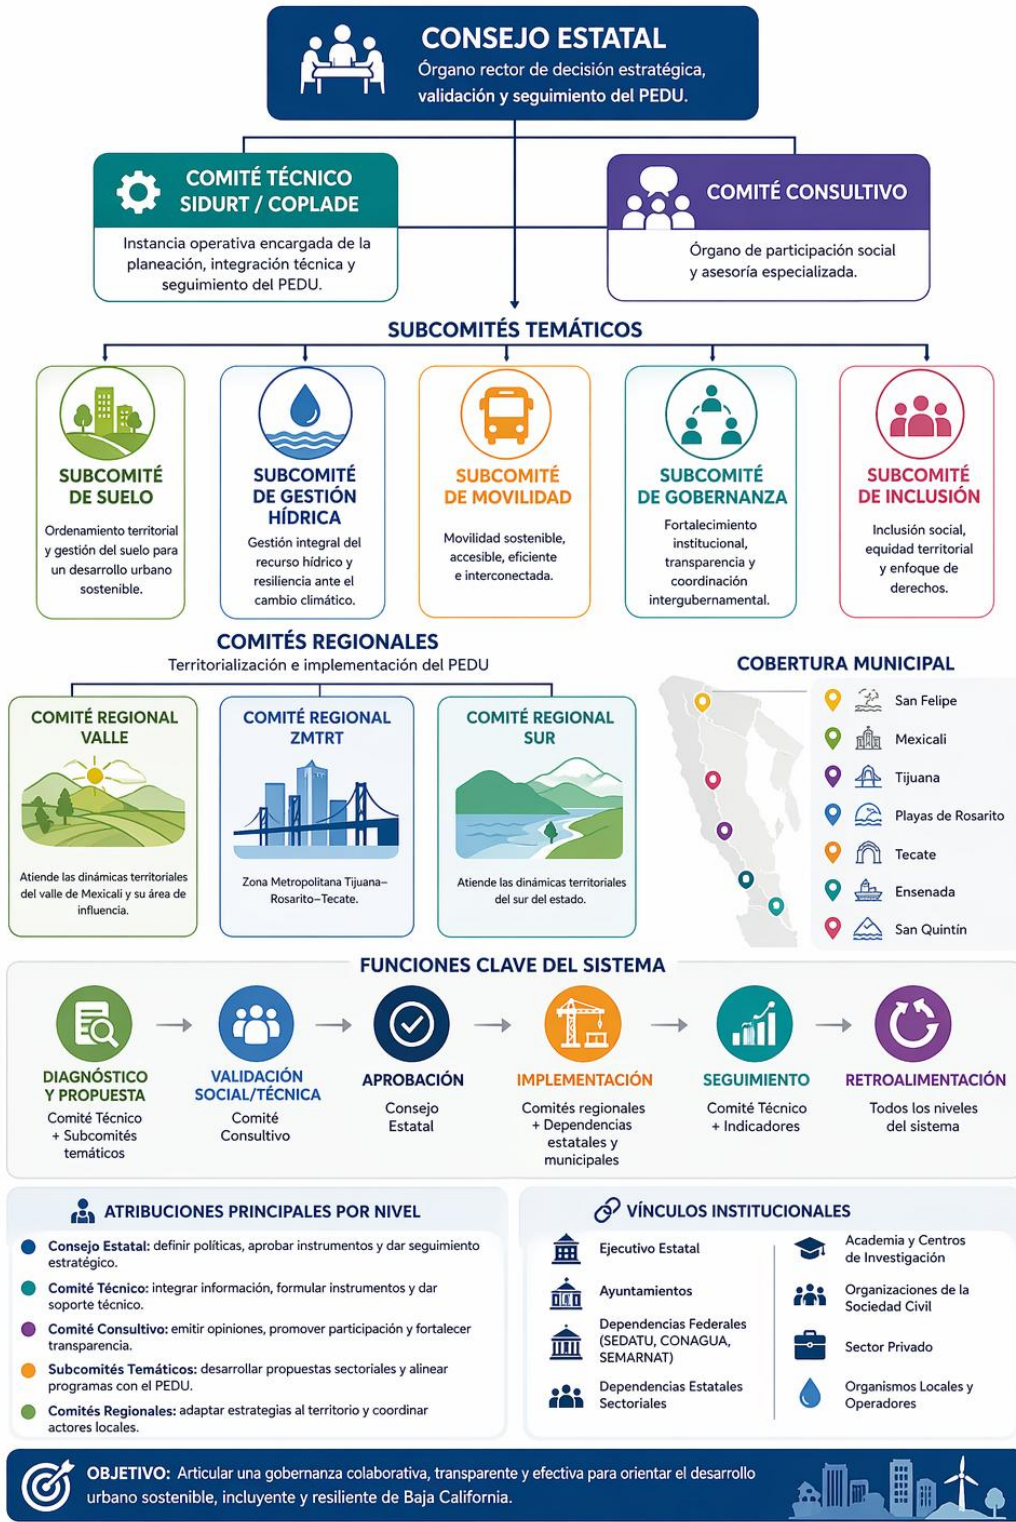 CONSEJO ESTATAL
Órgano rector de decisión estratégica,
validación y seguimiento del PEDU.
COMITÉ TÉCNICO
SIDURT / COPLADE
Instancia operativa encargada de la
planeación, integración técnica y
seguimiento del PEDU.
COMITÉ CONSULTIVO
Órgano de participación social
y asesoría especializada.
SUBCOMITÉS TEMÁTICOS
SUBCOMITÉ
DE SUELO
Ordenamiento territorial
y gestión del suelo para
un desarrollo urbano
sostenible.
SUBCOMITÉ
DE GESTIÓN
HÍDRICA
Gestión integral del
recurso hídrico y
resiliencia ante el
cambio climático.
SUBCOMITÉ
DE MOVILIDAD
Movilidad sostenible,
accesible, eficiente
e interconectada.
SUBCOMITÉ
DE GOBERNANZA
Fortalecimiento
institucional,
transparencia y
coordinación
intergubernamental.
SUBCOMITÉ
DE INCLUSIÓN
Inclusión social,
equidad territorial
y enfoque de
derechos.
COMITÉS REGIONALES
Territorialización e implementación del PEDU
COMITÉ REGIONAL
VALLE
Atiende las dinámicas territoriales
del valle de Mexicali y su área de
influencia.
COMITÉ REGIONAL
ZMTRT
Zona Metropolitana Tijuana–
Rosarito–Tecate.
COMITÉ REGIONAL
SUR
Atiende las dinámicas territoriales
del sur del estado.
COBERTURA MUNICIPAL
San Felipe
Mexicali
Tijuana
Playas de Rosarito
Tecate
Ensenada
San Quintín
FUNCIONES CLAVE DEL SISTEMA
DIAGNÓSTICO
Y PROPUESTA
Comité Técnico
+ Subcomités
temáticos
VALIDACIÓN
SOCIAL/TÉCNICA
Comité
Consultivo
APROBACIÓN
Consejo
Estatal
IMPLEMENTACIÓN
Comités regionales
+ Dependencias
estatales y
municipales
SEGUIMIENTO
Comité Técnico
+ Indicadores
RETROALIMENTACIÓN
Todos los niveles
del sistema
ATRIBUCIONES PRINCIPALES POR NIVEL
Consejo Estatal: definir políticas, aprobar instrumentos y dar seguimiento
estratégico.
Comité Técnico: integrar información, formular instrumentos y dar
soporte técnico.
Comité Consultivo: emitir opiniones, promover participación y fortalecer
transparencia.
Subcomités Temáticos: desarrollar propuestas sectoriales y alinear
programas con el PEDU.
Comités Regionales: adaptar estrategias al territorio y coordinar
actores locales.
VÍNCULOS INSTITUCIONALES
Ejecutivo Estatal
Ayuntamientos
Dependencias Federales
(SEDATU, CONAGUA,
SEMARNAT)
Dependencias Estatales
Sectoriales
Academia y Centros
de Investigación
Organizaciones de la
Sociedad Civil
Sector Privado
Organismos Locales y
Operadores
OBJETIVO: Articular una gobernanza colaborativa, transparente y efectiva para orientar el desarrollo
urbano sostenible, incluyente y resiliente de Baja California.